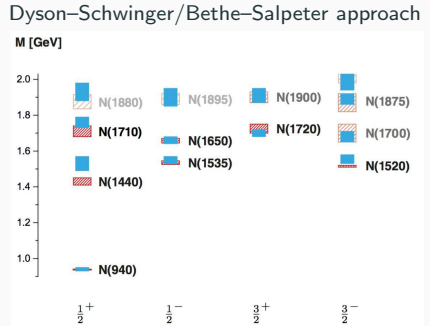 Dyson–Schwinger/Bethe–Salpeter approach
M [GeV]
2.0
N(1880) N(1895) N(1900) N(1875)
1.8
N(1710) N(1720) N(1700)
1.6
N(1650)
N(1535) N(1520)
1.4
N(1440)
1.2
1.0
N(940)
1/2⁺ 1/2⁻ 3/2⁺ 3/2⁻